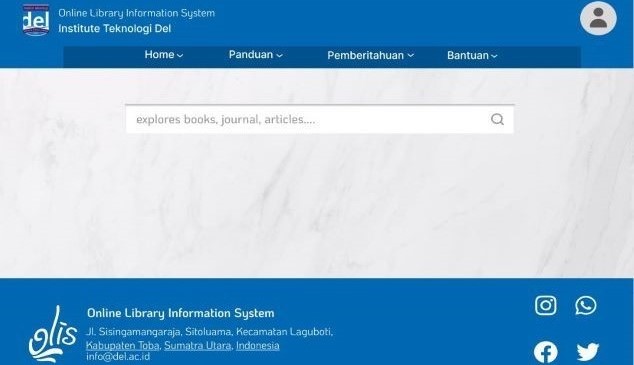 del
Online Library Information System
Institute Teknologi Del
Home Panduan Pemberitahuan Bantuan
explores books, journal, articles....
olis
Online Library Information System
Jl. Sisingamangaraja, Sitoluama, Kecamatan Laguboti,
Kabupaten Toba, Sumatra Utara, Indonesia
info@del.ac.id